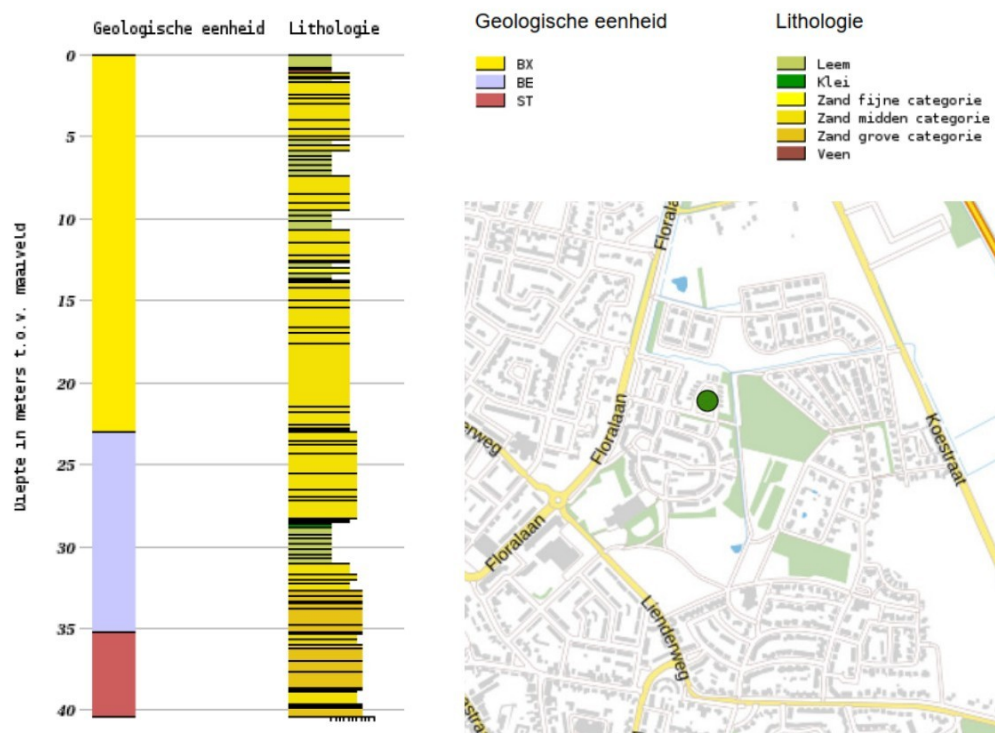 Geologische eenheid
Lithologie
Diepte in meters t.o.v. maaiveld
0
5
10
15
20
25
30
35
40
Geologische eenheid
BX
BE
ST
Lithologie
Leem
Klei
Zand fijne categorie
Zand midden categorie
Zand grove categorie
Veen
Floralaan
Floralaan
Koestraat
Floralaan
Lienderweg